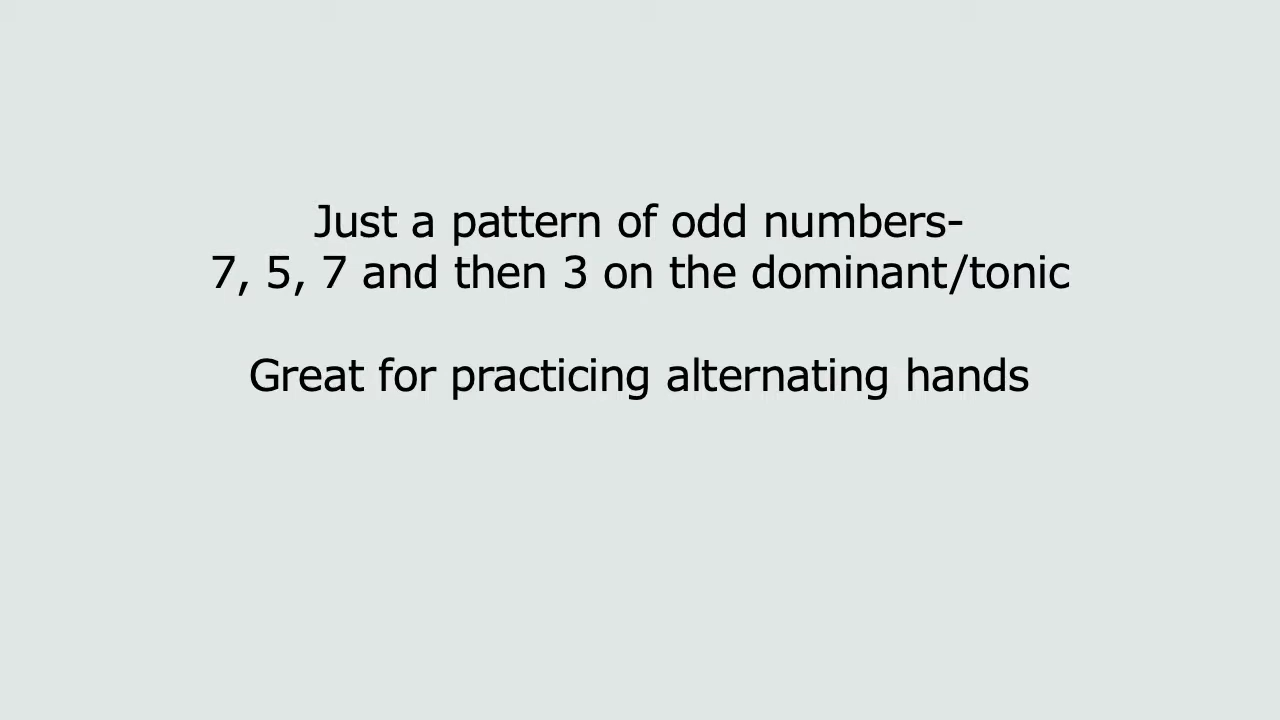 Just a pattern of odd numbers-
7, 5, 7 and then 3 on the dominant/tonic
Great for practicing alternating hands